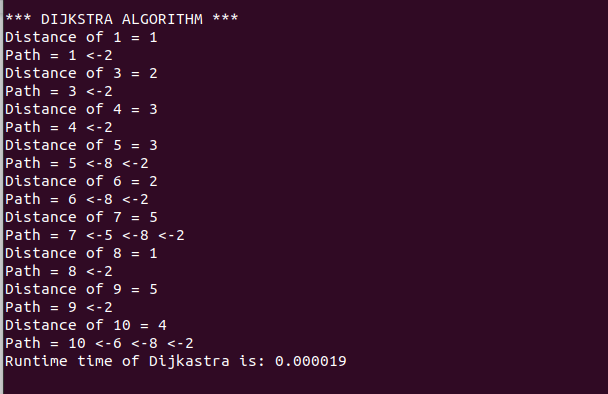 *** DIJKSTRA ALGORITHM ***
Distance of 1 = 1
Path = 1 <-2
Distance of 3 = 2
Path = 3 <-2
Distance of 4 = 3
Path = 4 <-2
Distance of 5 = 3
Path = 5 <-8 <-2
Distance of 6 = 2
Path = 6 <-8 <-2
Distance of 7 = 5
Path = 7 <-5 <-8 <-2
Distance of 8 = 1
Path = 8 <-2
Distance of 9 = 5
Path = 9 <-2
Distance of 10 = 4
Path = 10 <-6 <-8 <-2
Runtime time of Dijkastra is: 0.000019